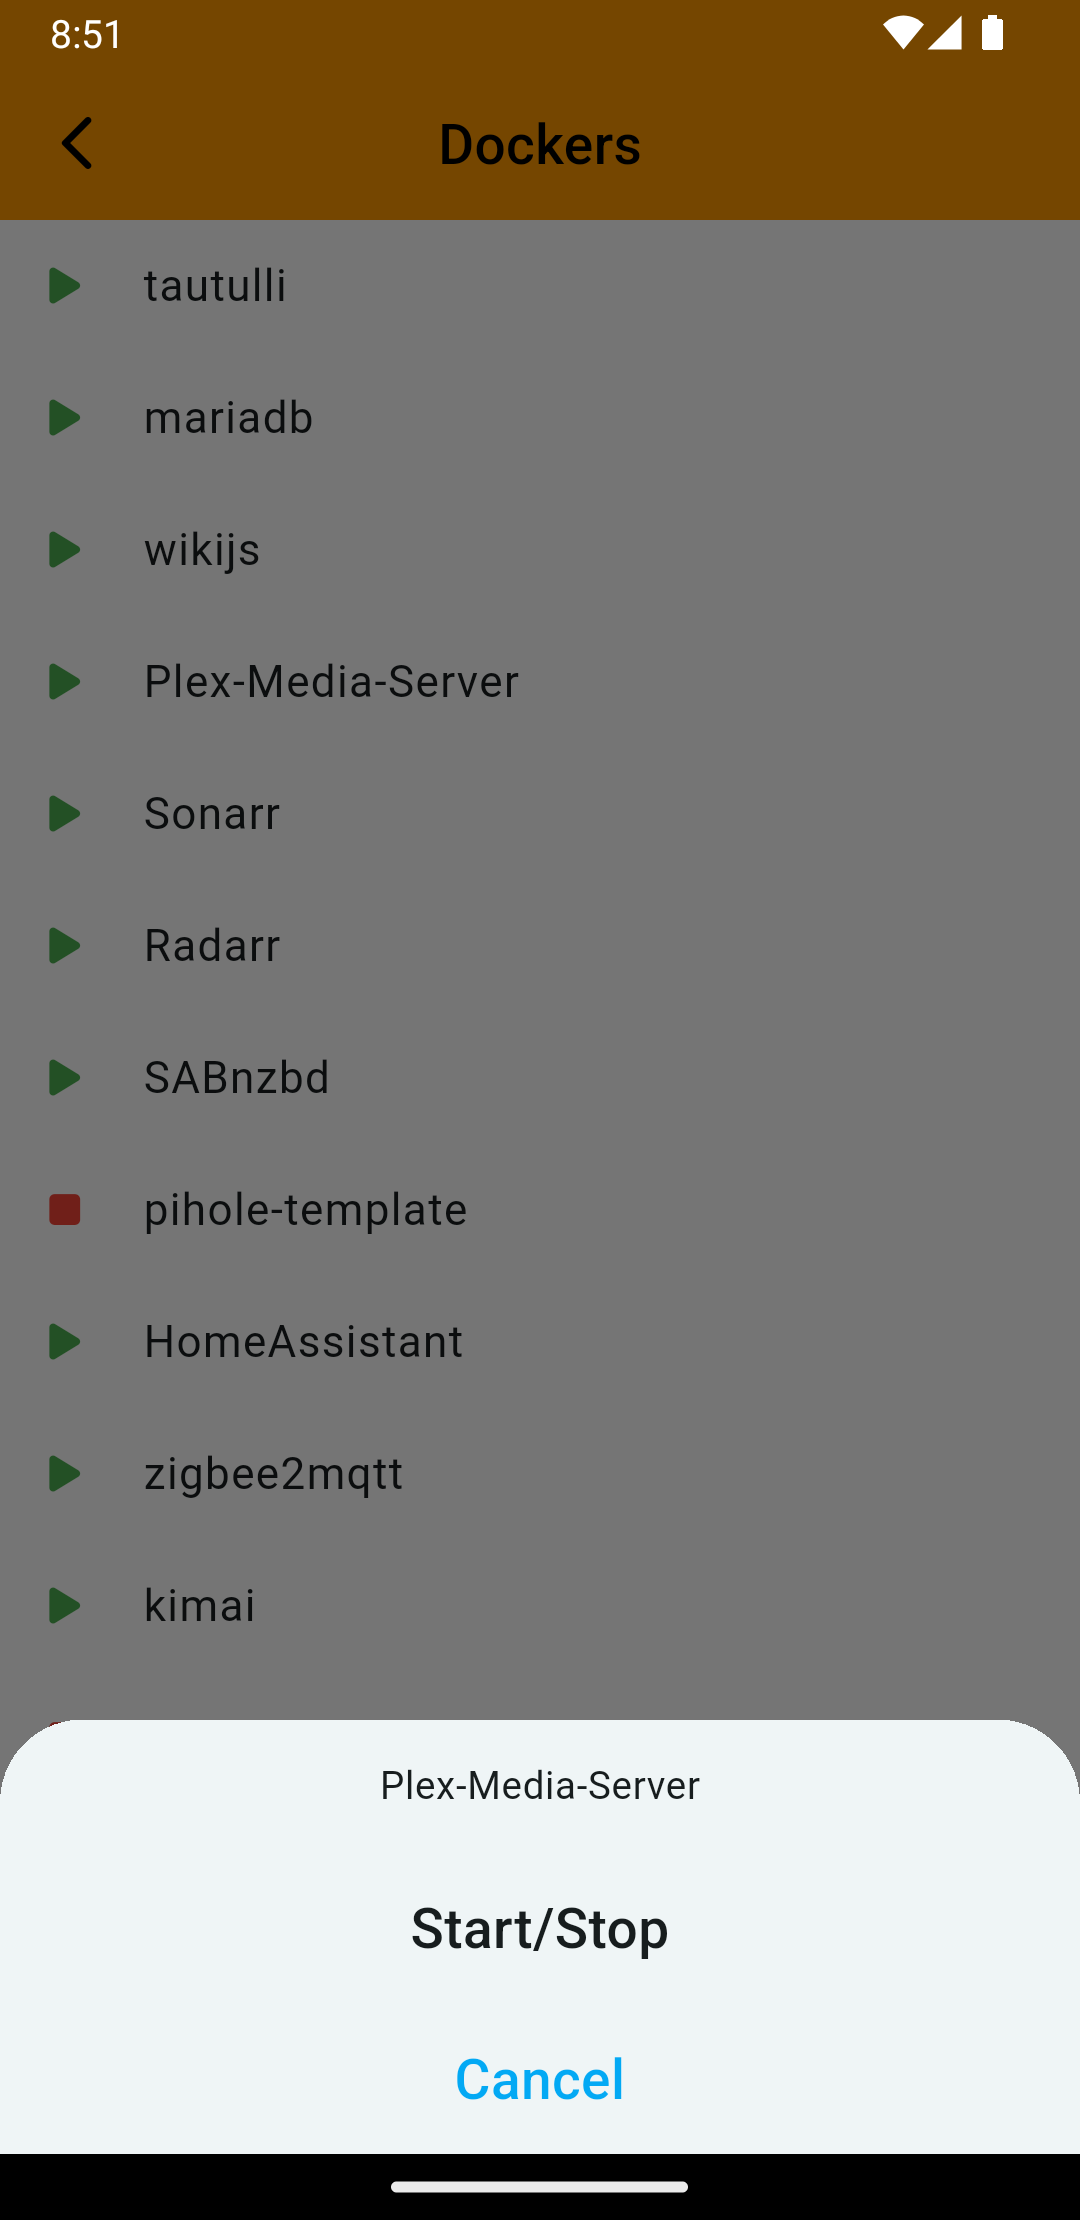 8:51
Dockers
tautulli
mariadb
wikijs
Plex-Media-Server
Sonarr
Radarr
SABnzbd
pihole-template
HomeAssistant
zigbee2mqtt
kimai
Plex-Media-Server
Start/Stop
Cancel